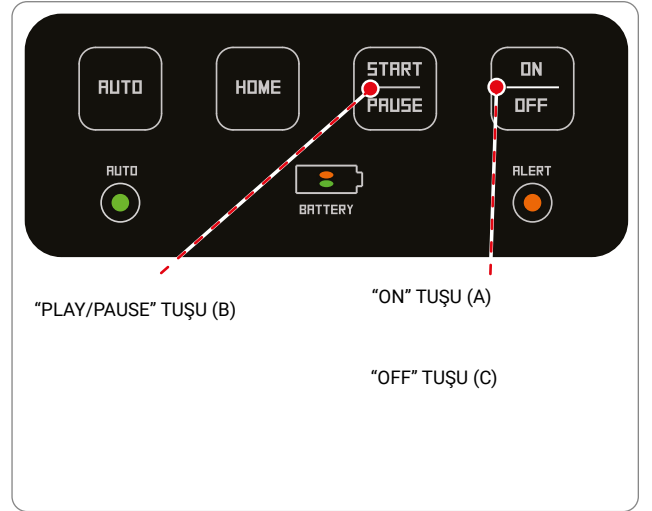 AUTO
HOME
START
PAUSE
ON
OFF
AUTO
BATTERY
ALERT
“PLAY/PAUSE” TUŞU (B)
“ON” TUŞU (A)
“OFF” TUŞU (C)